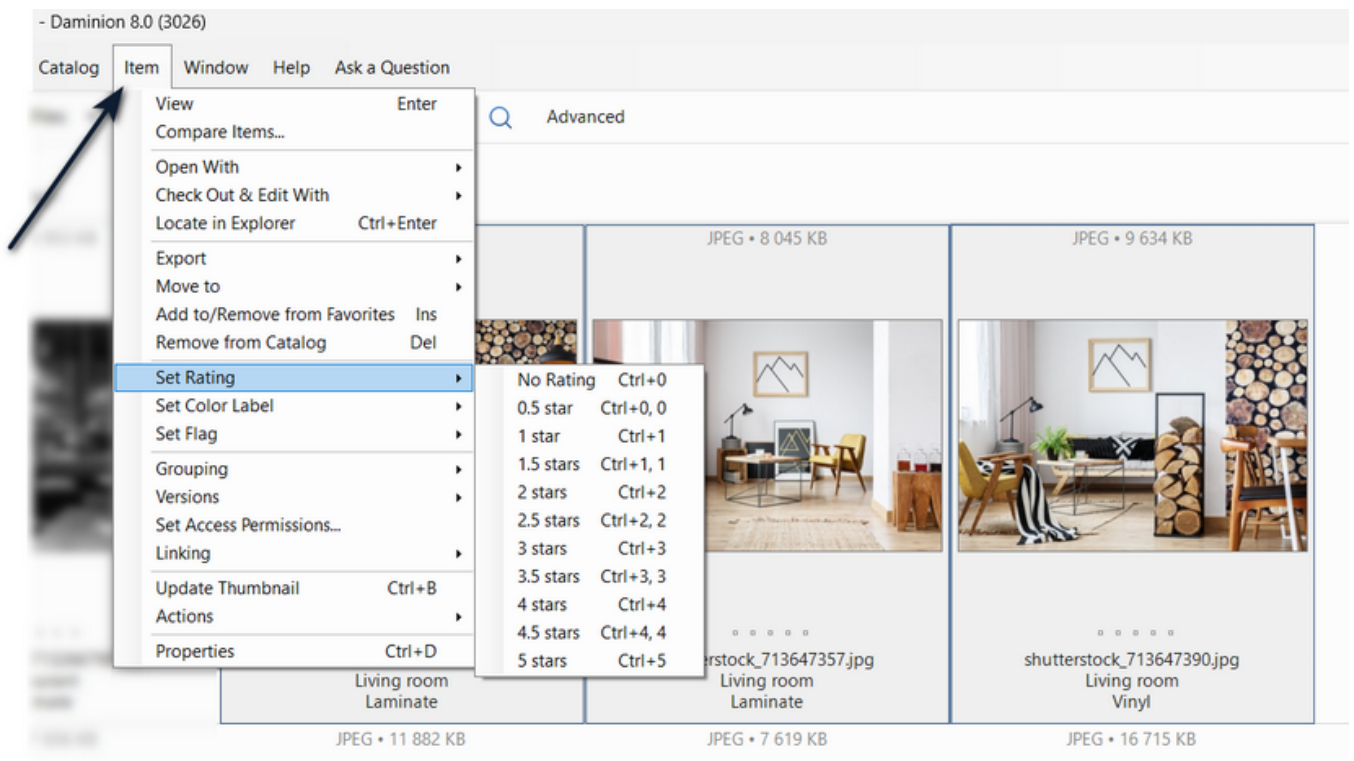 - Daminion 8.0 (3026)
Catalog Item Window Help Ask a Question
View Enter
Compare Items...
Open With
Check Out & Edit With
Locate in Explorer Ctrl+Enter
Export
Move to
Add to/Remove from Favorites Ins
Remove from Catalog Del
Set Rating
Set Color Label
Set Flag
Grouping
Versions
Set Access Permissions...
Linking
Update Thumbnail Ctrl+B
Actions
Properties Ctrl+D
No Rating Ctrl+0
0.5 star Ctrl+0, 0
1 star Ctrl+1
1.5 stars Ctrl+1, 1
2 stars Ctrl+2
2.5 stars Ctrl+2, 2
3 stars Ctrl+3
3.5 stars Ctrl+3, 3
4 stars Ctrl+4
4.5 stars Ctrl+4, 4
5 stars Ctrl+5
Advanced
JPEG • 8 045 KB
JPEG • 9 634 KB
Living room
Laminate
erstock_713647357.jpg
Living room
Laminate
shutterstock_713647390.jpg
Living room
Vinyl
JPEG • 11 882 KB
JPEG • 7 619 KB
JPEG • 16 715 KB